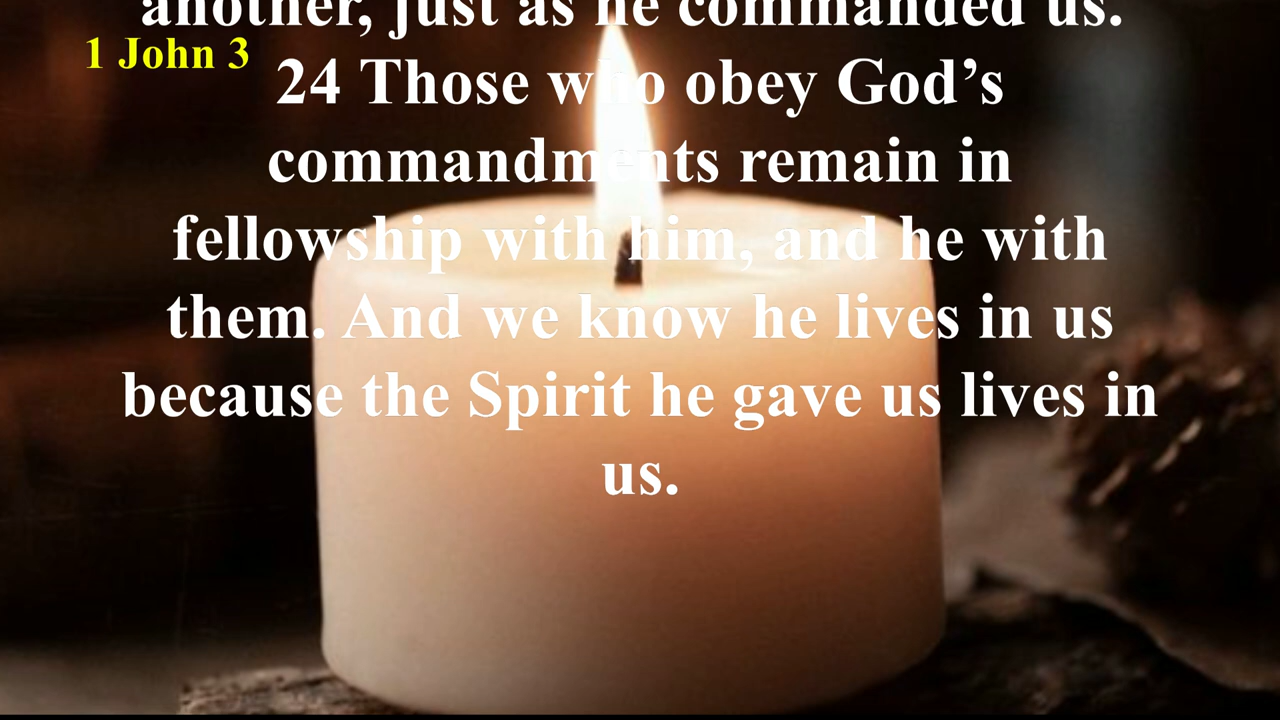 another, just as he commanded us.
1 John 3
24 Those who obey God’s
commandments remain in
fellowship with him, and he with
them. And we know he lives in us
because the Spirit he gave us lives in
us.